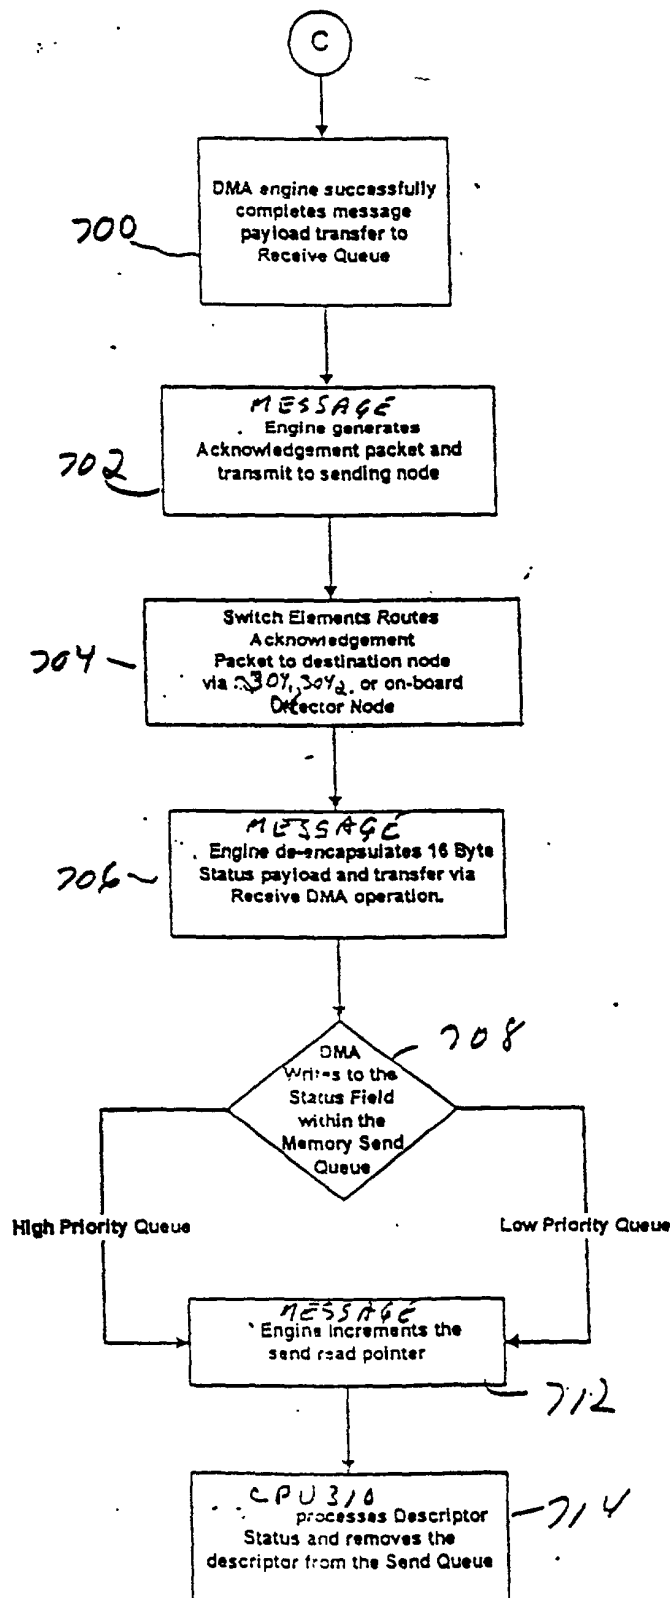 C
DMA engine successfully
completes message
payload transfer to
Receive Queue
700
MESSAGE
Engine generates
Acknowledgement packet and
transmit to sending node
702
Switch Elements Routes
Acknowledgement
Packet to destination node
via 304, 304₂, or on-board
Director Node
704
MESSAGE
Engine de-encapsulates 16 Byte
Status payload and transfer via
Receive DMA operation.
706
DMA
Writes to the
Status Field
within the
Memory Send
Queue
708
High Priority Queue
Low Priority Queue
MESSAGE
Engine increments the
send read pointer
712
CPU 310
processes Descriptor
Status and removes the
descriptor from the Send Queue
714